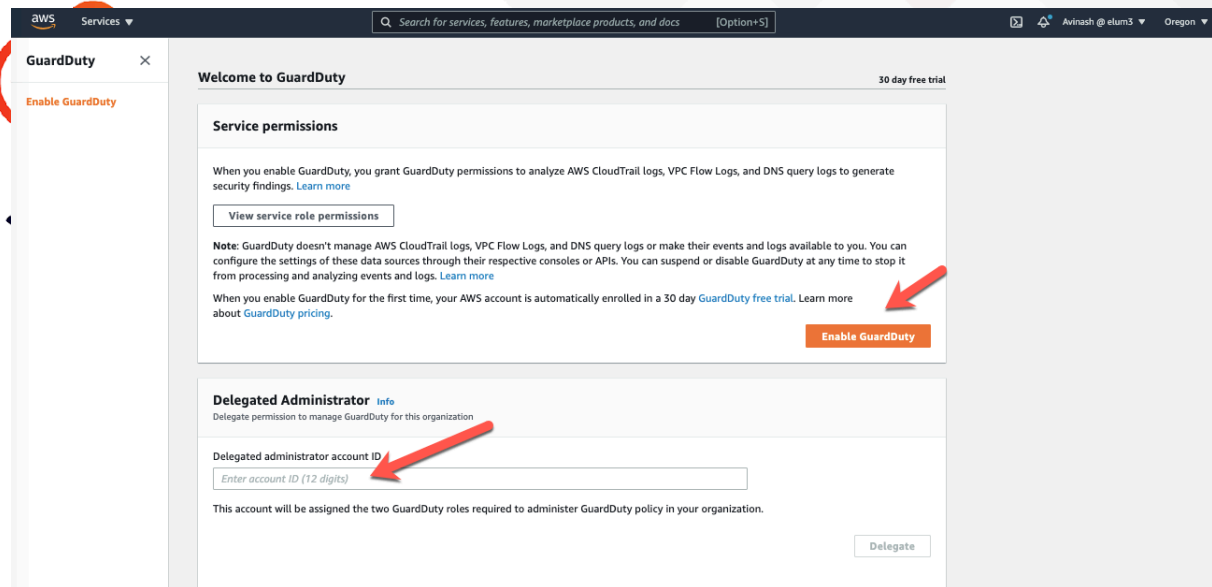 aws
Services ▼
Search for services, features, marketplace products, and docs [Option+S]
Avinash @ elum3 ▼
Oregon ▼
GuardDuty
Enable GuardDuty
Welcome to GuardDuty
30 day free trial
Service permissions
When you enable GuardDuty, you grant GuardDuty permissions to analyze AWS CloudTrail logs, VPC Flow Logs, and DNS query logs to generate
security findings. Learn more
View service role permissions
Note: GuardDuty doesn't manage AWS CloudTrail logs, VPC Flow Logs, and DNS query logs or make their events and logs available to you. You can
configure the settings of these data sources through their respective consoles or APIs. You can suspend or disable GuardDuty at any time to stop it
from processing and analyzing events and logs. Learn more
When you enable GuardDuty for the first time, your AWS account is automatically enrolled in a 30 day GuardDuty free trial. Learn more
about GuardDuty pricing.
Enable GuardDuty
Delegated Administrator Info
Delegate permission to manage GuardDuty for this organization
Delegated administrator account ID
Enter account ID (12 digits)
This account will be assigned the two GuardDuty roles required to administer GuardDuty policy in your organization.
Delegate